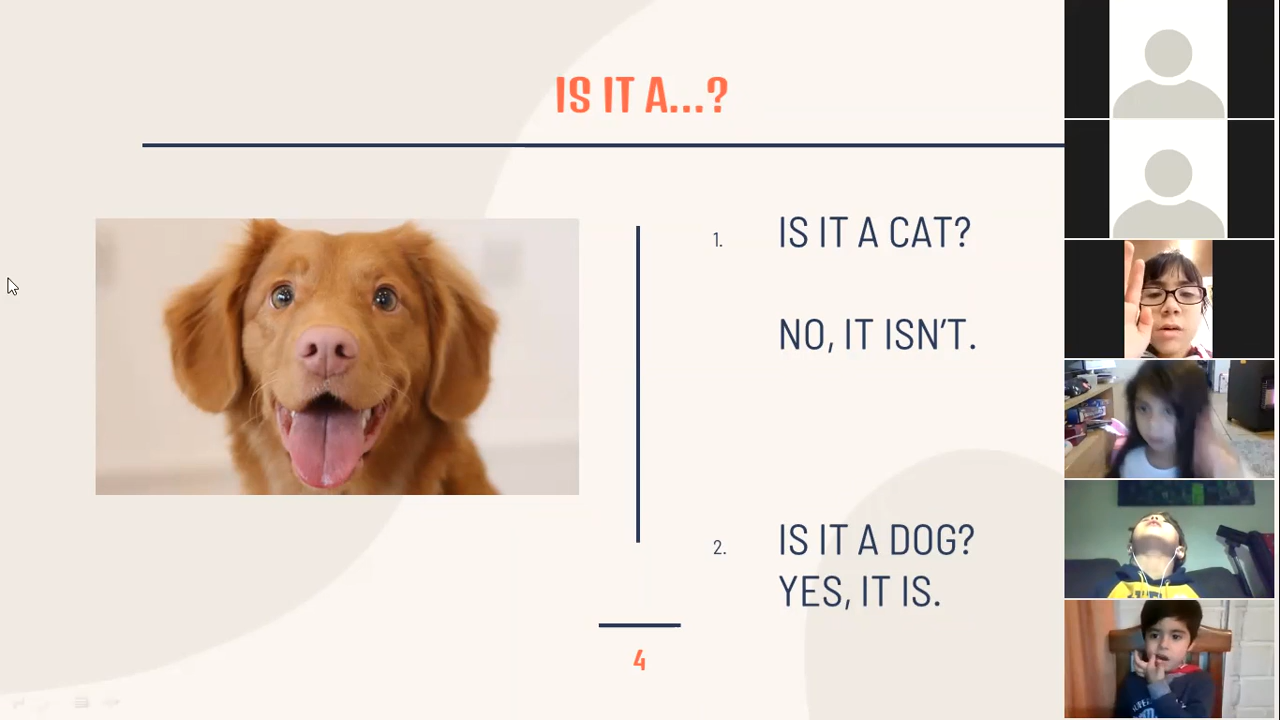 IS IT A...?
1. IS IT A CAT?
NO, IT ISN'T.
2. IS IT A DOG?
YES, IT IS.
4